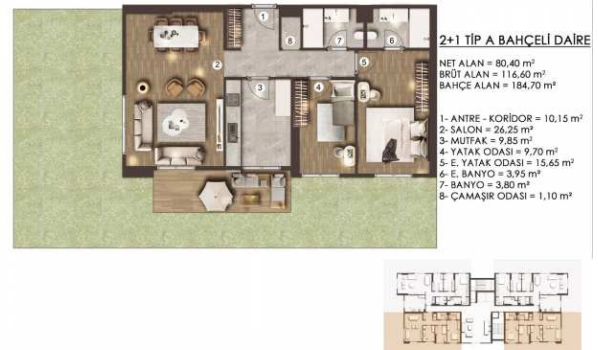 2+1 TİP A BAHÇELİ DAİRE
NET ALAN = 80,40 m²
BRÜT ALAN = 116,60 m²
BAHÇE ALAN = 184,70 m²
1- ANTRE - KORİDOR = 10,15 m²
2- SALON = 26,25 m²
3- MUTFAK = 9,85 m²
4- YATAK ODASI = 9,70 m²
5- E. YATAK ODASI = 15,65 m²
6- E. BANYO = 3,95 m²
7- BANYO = 3,80 m²
8- ÇAMAŞIR ODASI = 1,10 m²
1
7
6
8
2
5
3
4